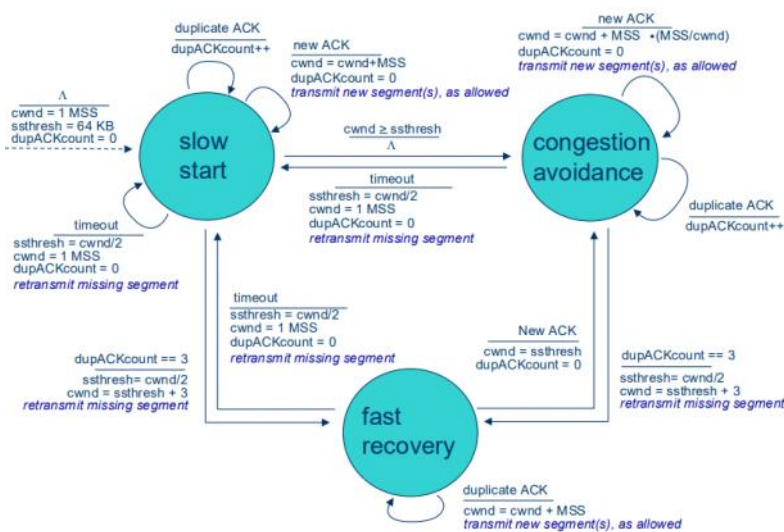 duplicate ACK
dupACKcount++
new ACK
cwnd = cwnd+MSS
dupACKcount = 0
transmit new segment(s), as allowed
new ACK
cwnd = cwnd + MSS •(MSS/cwnd)
dupACKcount = 0
transmit new segment(s), as allowed
Λ
cwnd = 1 MSS
ssthresh = 64 KB
dupACKcount = 0
slow
start
cwnd ≥ ssthresh
Λ
congestion
avoidance
timeout
ssthresh = cwnd/2
cwnd = 1 MSS
dupACKcount = 0
retransmit missing segment
duplicate ACK
dupACKcount++
timeout
ssthresh = cwnd/2
cwnd = 1 MSS
dupACKcount = 0
retransmit missing segment
timeout
ssthresh = cwnd/2
cwnd = 1 MSS
dupACKcount = 0
retransmit missing segment
New ACK
cwnd = ssthresh
dupACKcount = 0
dupACKcount == 3
ssthresh= cwnd/2
cwnd = ssthresh + 3
retransmit missing segment
dupACKcount == 3
ssthresh= cwnd/2
cwnd = ssthresh + 3
retransmit missing segment
fast
recovery
duplicate ACK
cwnd = cwnd + MSS
transmit new segment(s), as allowed